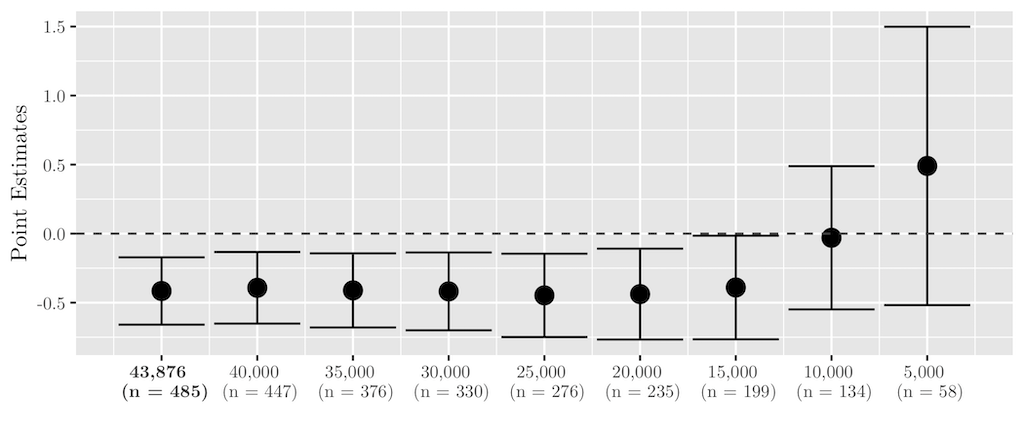 Point Estimates
1.5
1.0
0.5
0.0
-0.5
43,876 40,000 35,000 30,000 25,000 20,000 15,000 10,000 5,000
(n = 485) (n = 447) (n = 376) (n = 330) (n = 276) (n = 235) (n = 199) (n = 134) (n = 58)